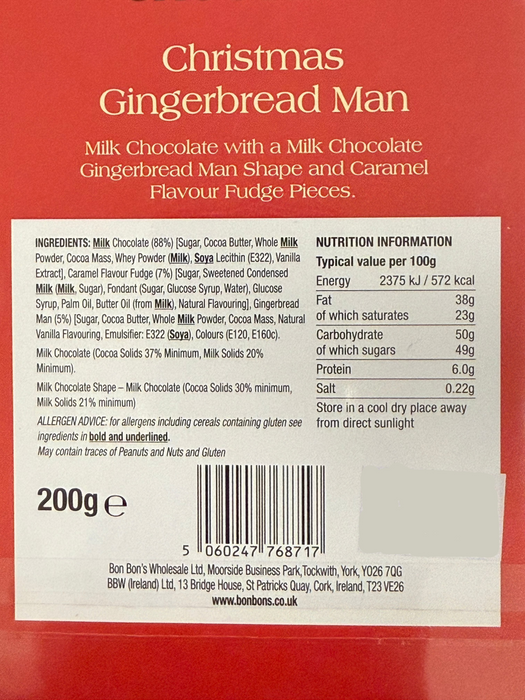 Christmas
Gingerbread Man
Milk Chocolate with a Milk Chocolate
Gingerbread Man Shape and Caramel
Flavour Fudge Pieces.
INGREDIENTS: Milk Chocolate (88%) [Sugar, Cocoa Butter, Whole Milk
Powder, Cocoa Mass, Whey Powder (Milk), Soya Lecithin (E322), Vanilla
Extract], Caramel Flavour Fudge (7%) [Sugar, Sweetened Condensed
Milk (Milk, Sugar), Fondant (Sugar, Glucose Syrup, Water), Glucose
Syrup, Palm Oil, Butter Oil (from Milk), Natural Flavouring], Gingerbread
Man (5%) [Sugar, Cocoa Butter, Whole Milk Powder, Cocoa Mass, Natural
Vanilla Flavouring, Emulsifier: E322 (Soya), Colours (E120, E160c).
Milk Chocolate (Cocoa Solids 37% Minimum, Milk Solids 20%
Minimum).
Milk Chocolate Shape – Milk Chocolate (Cocoa Solids 30% minimum,
Milk Solids 21% minimum)
ALLERGEN ADVICE: for allergens including cereals containing gluten see
ingredients in bold and underlined.
May contain traces of Peanuts and Nuts and Gluten
NUTRITION INFORMATION
Typical value per 100g
Energy 2375 kJ / 572 kcal
Fat 38g
of which saturates 23g
Carbohydrate 50g
of which sugars 49g
Protein 6.0g
Salt 0.22g
Store in a cool dry place away
from direct sunlight
200g e
5 060247 768717
Bon Bon's Wholesale Ltd, Moorside Business Park, Tockwith, York, YO26 7QG
BBW (Ireland) Ltd, 13 Bridge House, St Patricks Quay, Cork, Ireland, T23 VE26
www.bonbons.co.uk